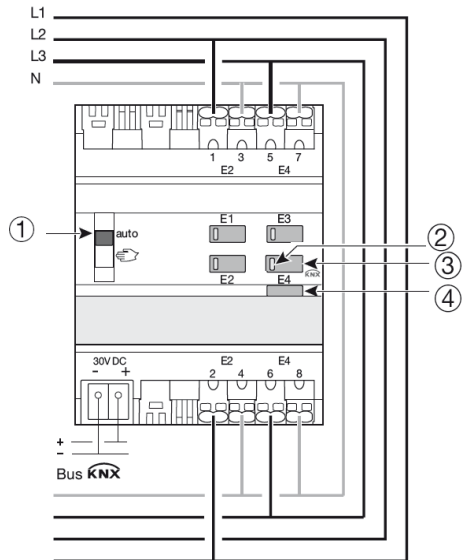 L1
L2
L3
N
1 3 5 7
E2 E4
1 auto
E1 E3
2
3
E2 E4 KNX
4
30V DC E2 E4
- + 2 4 6 8
+
-
Bus KNX